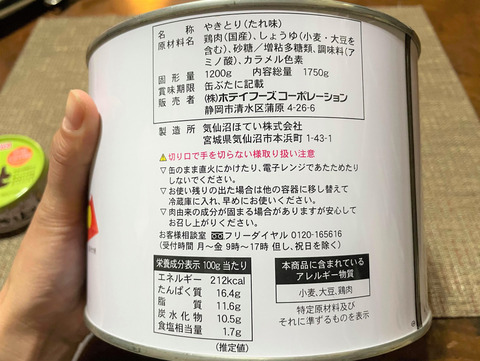 名　　称　やきとり（たれ味）
原材料名　鶏肉（国産）、しょうゆ（小麦・大豆を
含む）、砂糖／増粘多糖類、調味料（ア
ミノ酸）、カラメル色素
固 形 量　1200g　内容総量　1750g
賞味期限　缶ぶたに記載
販 売 者　（株）ホテイフーズコーポレーション
静岡市清水区蒲原 4-26-6
製 造 所　気仙沼ほてい株式会社
宮城県気仙沼市本浜町 1-43-1
⚠切り口で手を切らない様取り扱い注意
▽缶のまま直火にかけたり、電子レンジであたためたり
しないでください。
▽お使い残りの出た場合は他の容器に移し替えて
冷蔵庫に入れ、早めにお使いください。
▽肉由来の成分が固まる場合がありますが安心して
お召し上がりください。
お客様相談室 フリーダイヤル 0120-165616
（受付時間 月～金 9時～17時 但し、祝日を除く）
栄養成分表示 100g 当たり
エネルギー　212kcal
たんぱく質　16.4g
脂　　　質　11.6g
炭 水 化 物　10.5g
食塩相当量　1.7g
（推定値）
本商品に含まれている
アレルギー物質
小麦、大豆、鶏肉
特定原材料及び
それに準ずるものを表示